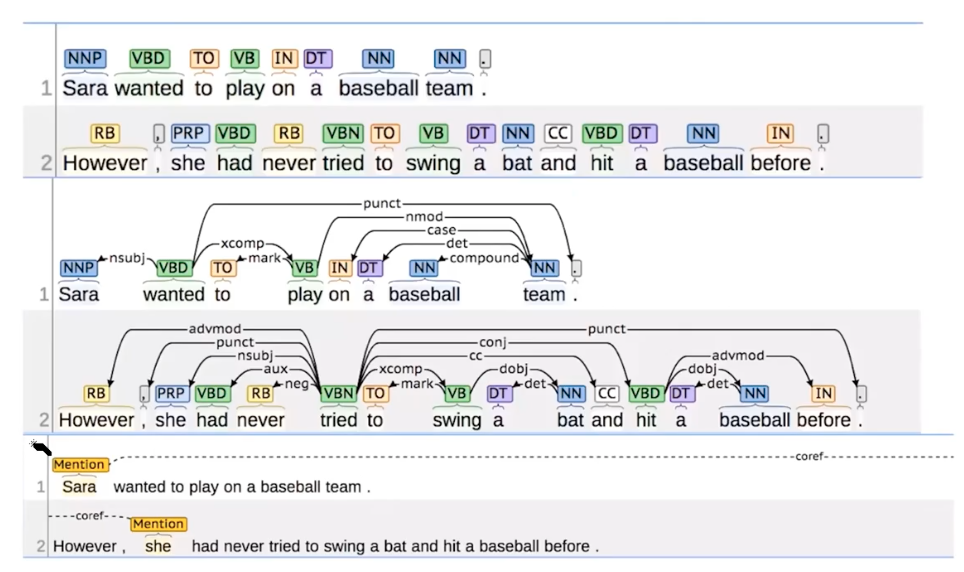 NNP VBD TO VB IN DT NN NN .
1 Sara wanted to play on a baseball team .
RB , PRP VBD RB VBN TO VB DT NN CC VBD DT NN IN .
2 However , she had never tried to swing a bat and hit a baseball before .
punct
nmod
case
xcomp det
nsubj mark compound
NNP VBD TO VB IN DT NN NN .
1 Sara wanted to play on a baseball team .
advmod punct
punct conj
nsubj cc advmod
aux xcomp dobj dobj
neg mark det det
RB , PRP VBD RB VBN TO VB DT NN CC VBD DT NN IN .
2 However , she had never tried to swing a bat and hit a baseball before .
coref
Mention
1 Sara wanted to play on a baseball team .
coref
Mention
2 However , she had never tried to swing a bat and hit a baseball before .